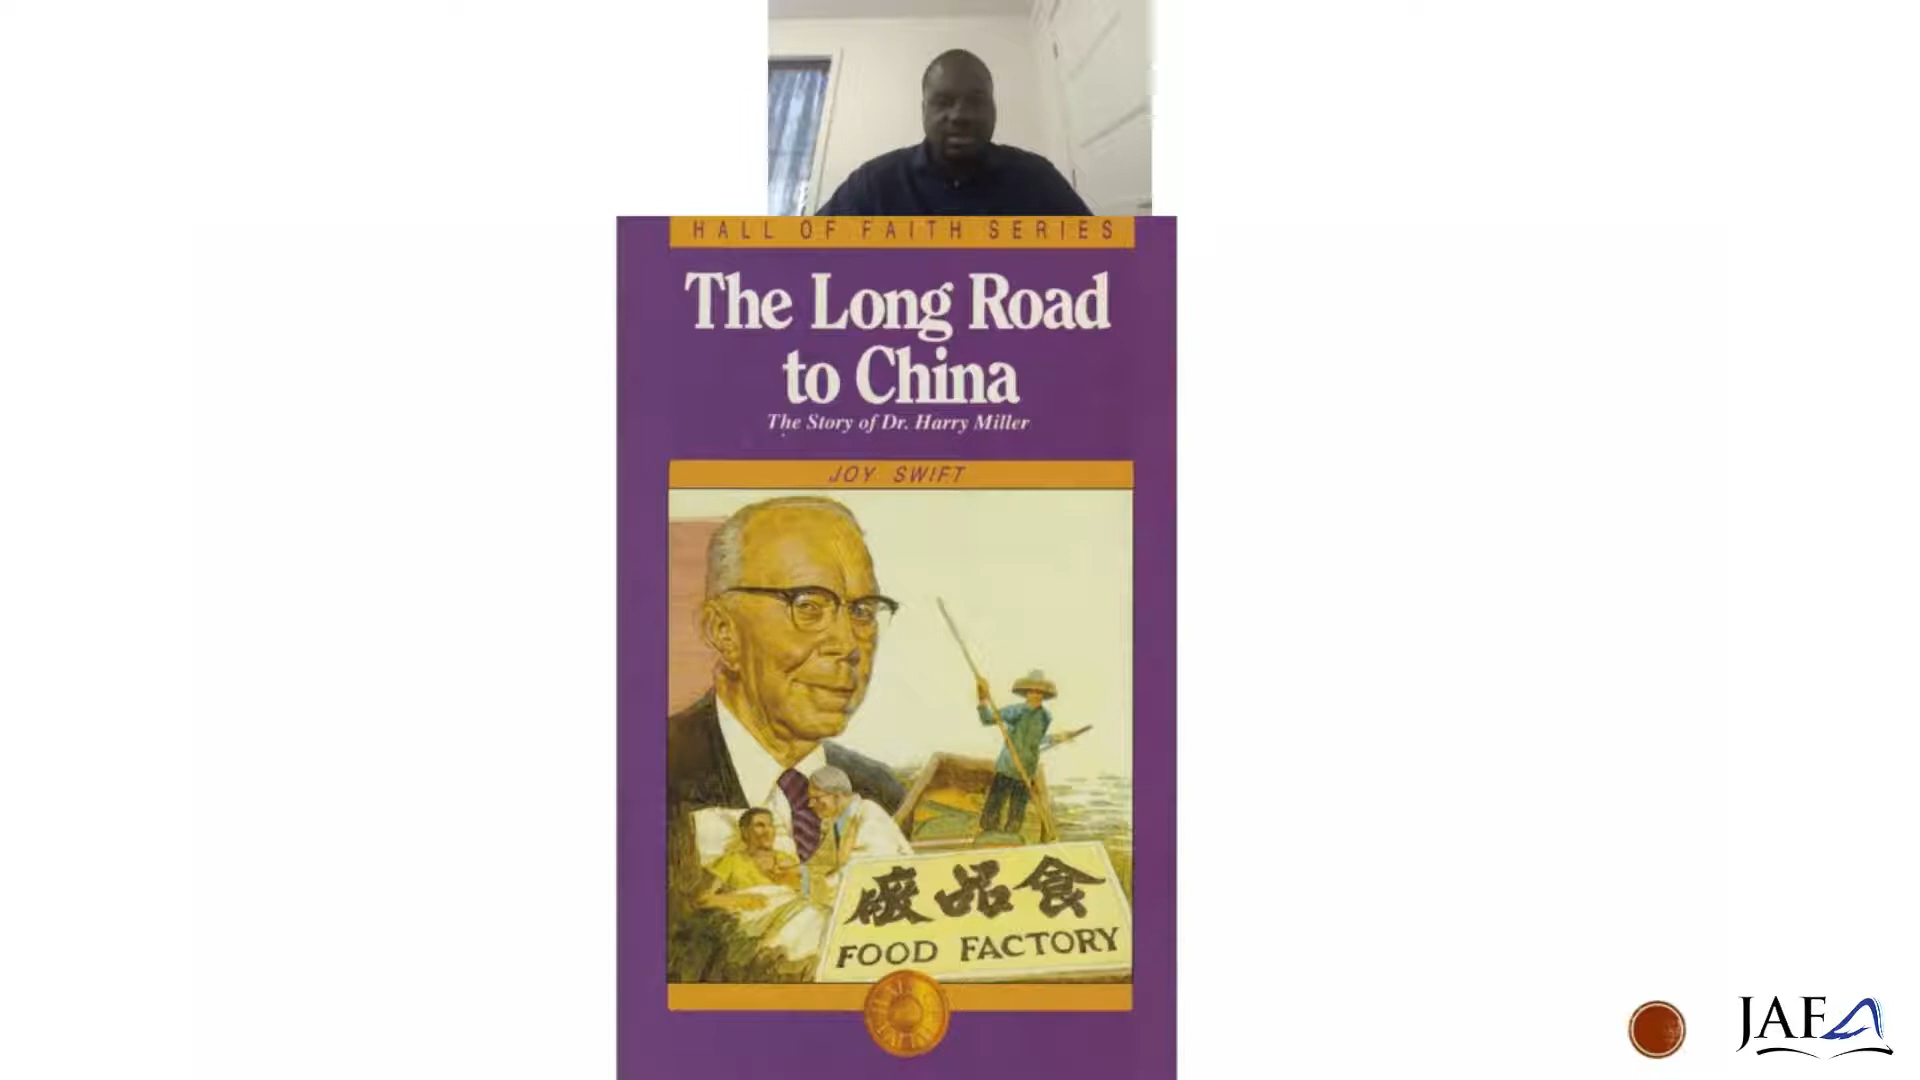 HALL OF FAITH SERIES
The Long Road
to China
The Story of Dr. Harry Miller
JOY SWIFT
廠品食
FOOD FACTORY
JAFA